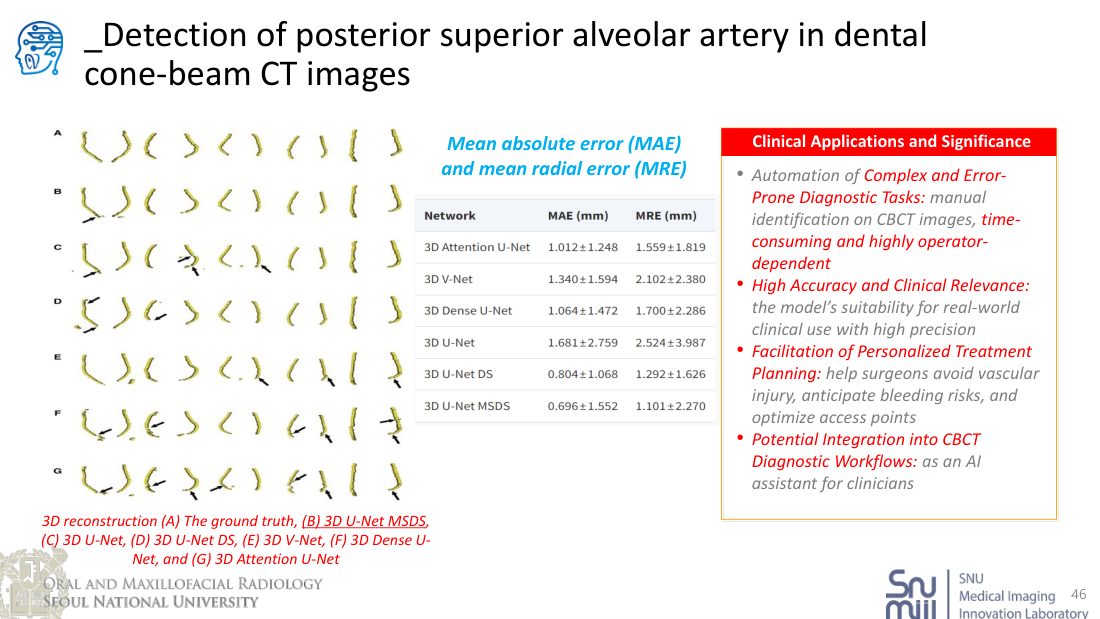 _Detection of posterior superior alveolar artery in dental
cone-beam CT images
A
B
C
D
E
F
G
3D reconstruction (A) The ground truth, (B) 3D U-Net MSDS,
(C) 3D U-Net, (D) 3D U-Net DS, (E) 3D V-Net, (F) 3D Dense U-
Net, and (G) 3D Attention U-Net
Mean absolute error (MAE)
and mean radial error (MRE)
Network MAE (mm) MRE (mm)
3D Attention U-Net 1.012±1.248 1.559±1.819
3D V-Net 1.340±1.594 2.102±2.380
3D Dense U-Net 1.064±1.472 1.700±2.286
3D U-Net 1.681±2.759 2.524±3.987
3D U-Net DS 0.804±1.068 1.292±1.626
3D U-Net MSDS 0.696±1.552 1.101±2.270
Clinical Applications and Significance
• Automation of Complex and Error-
Prone Diagnostic Tasks: manual
identification on CBCT images, time-
consuming and highly operator-
dependent
• High Accuracy and Clinical Relevance:
the model's suitability for real-world
clinical use with high precision
• Facilitation of Personalized Treatment
Planning: help surgeons avoid vascular
injury, anticipate bleeding risks, and
optimize access points
• Potential Integration into CBCT
Diagnostic Workflows: as an AI
assistant for clinicians
ORAL AND MAXILLOFACIAL RADIOLOGY
SEOUL NATIONAL UNIVERSITY
SNU
mill
SNU
Medical Imaging
Innovation Laboratory
46